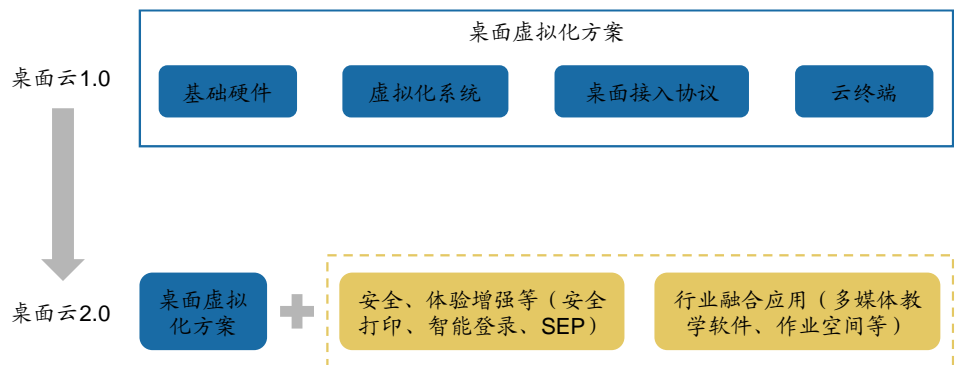 桌面虚拟化方案
桌面云1.0
基础硬件
虚拟化系统
桌面接入协议
云终端
桌面云2.0
桌面虚拟
化方案
安全、体验增强等（安全
打印、智能登录、SEP）
行业融合应用（多媒体教
学软件、作业空间等）